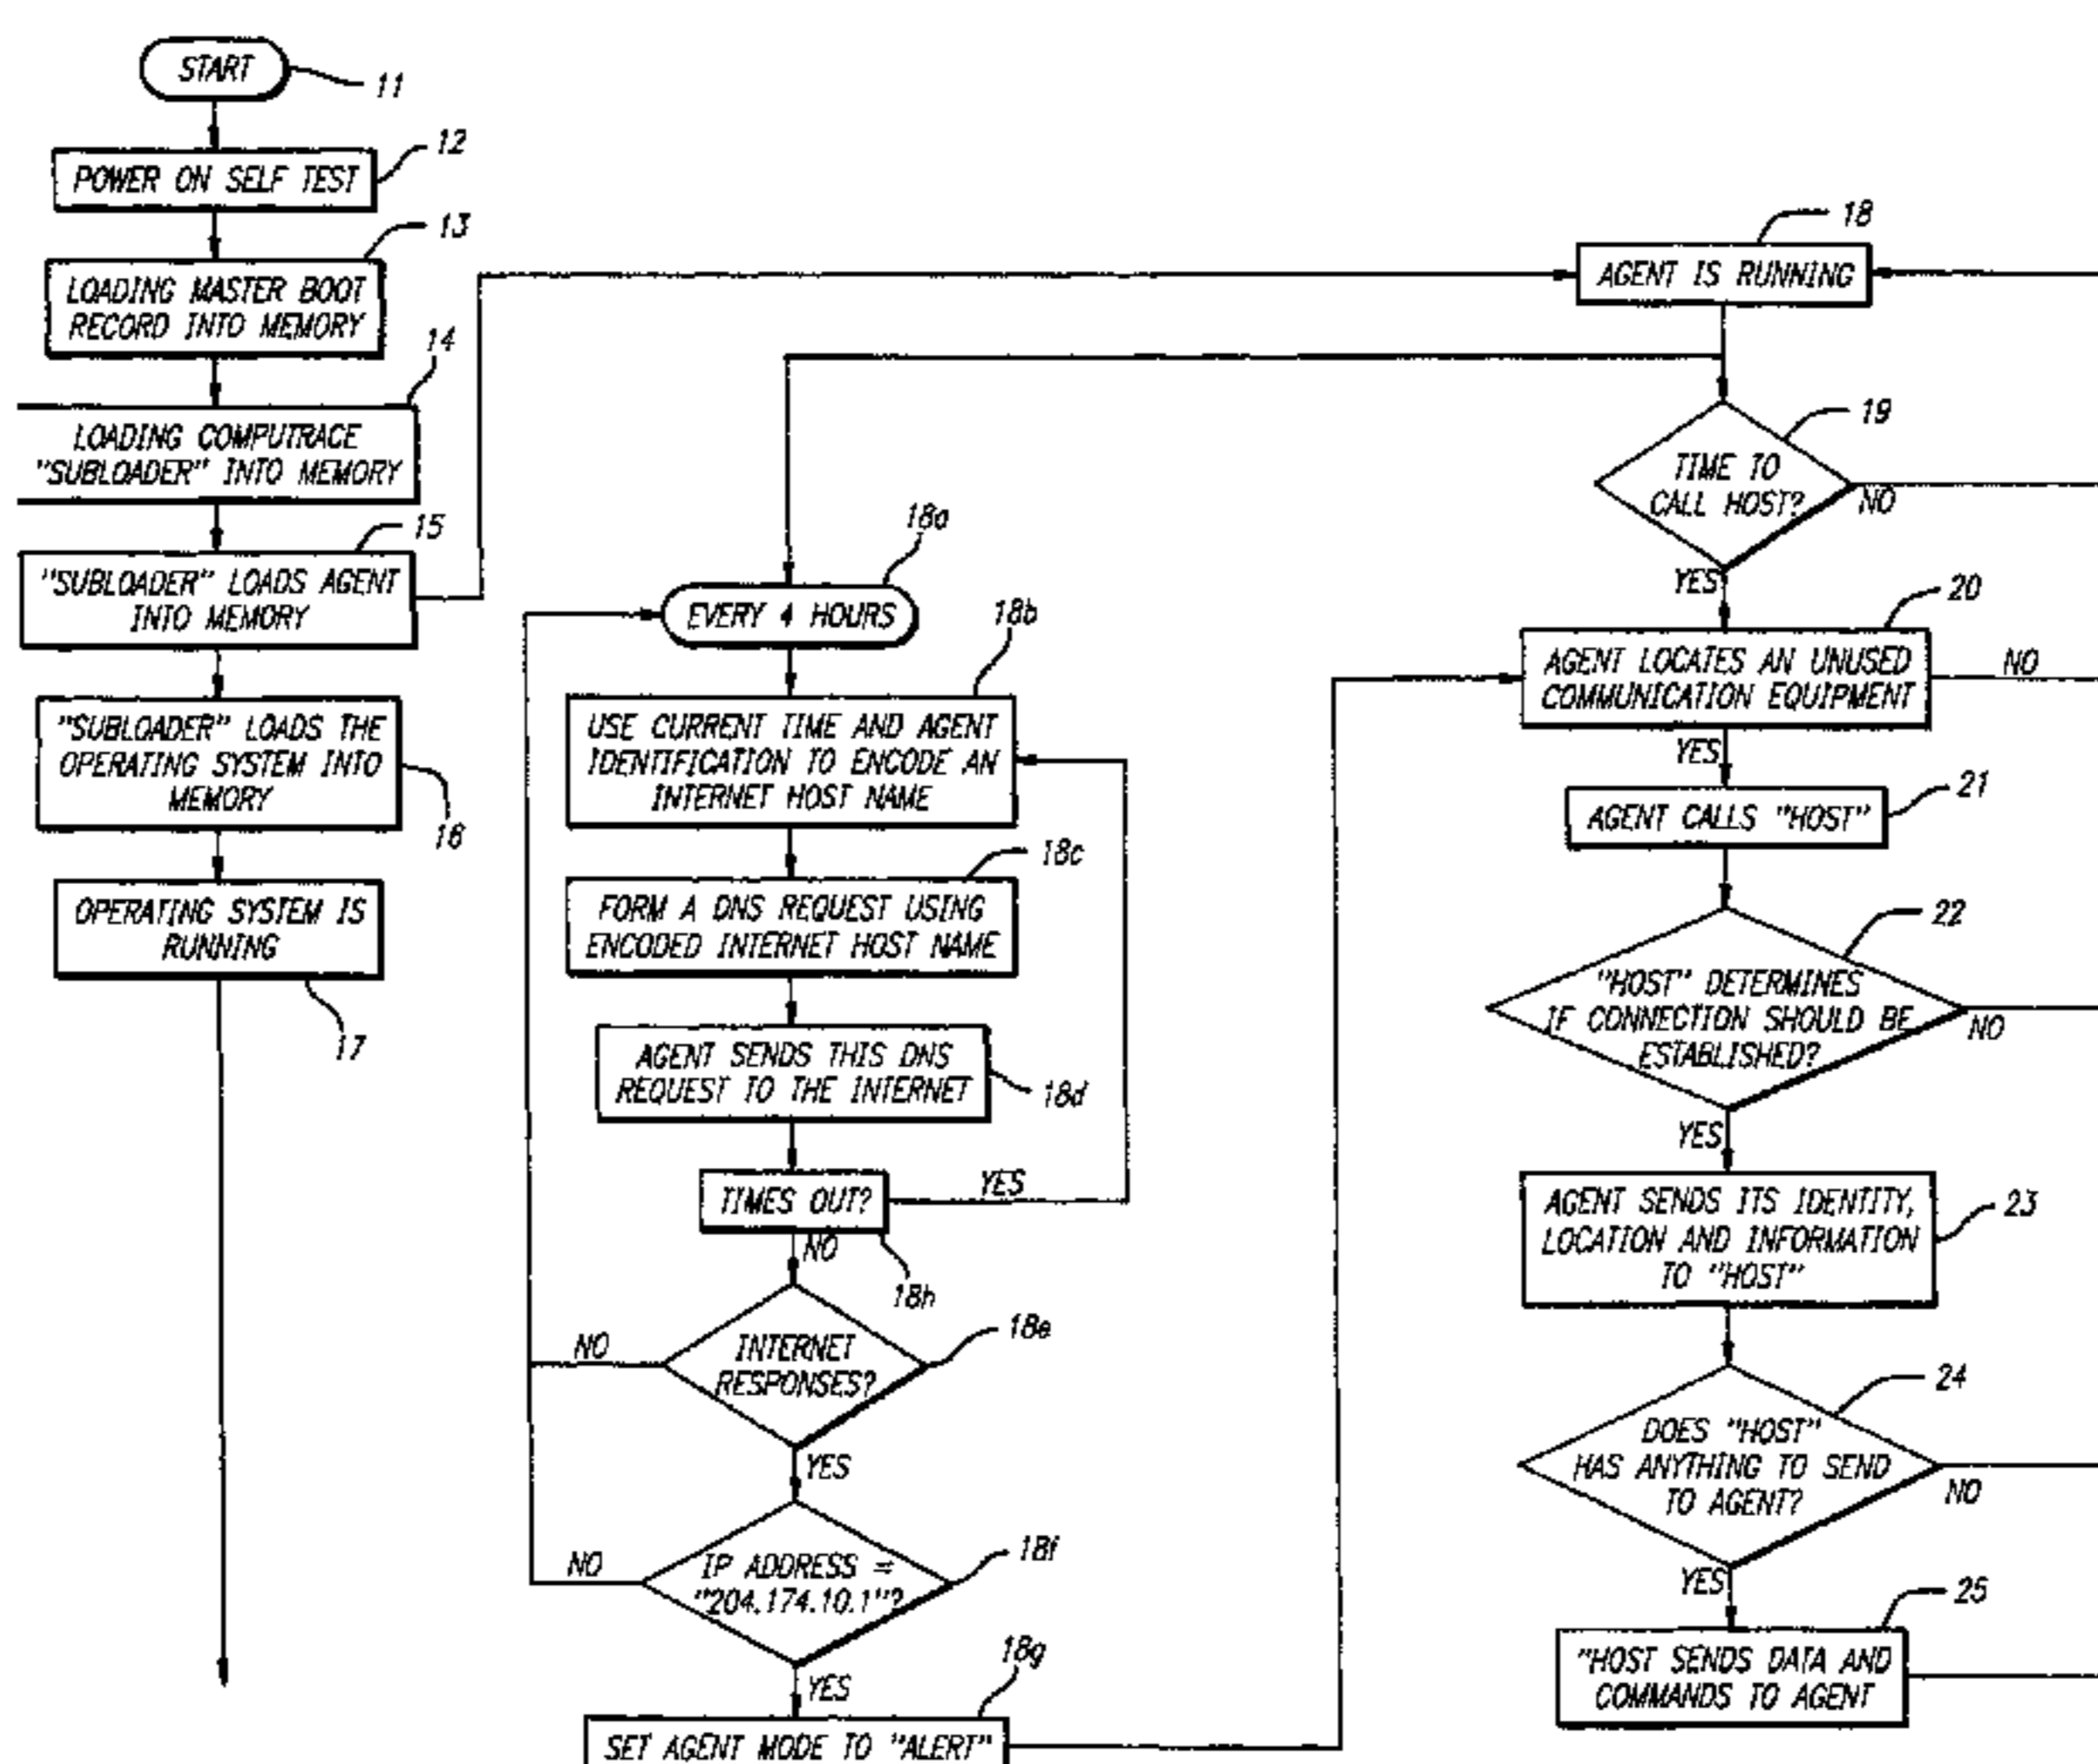 START
11
POWER ON SELF TEST
12
LOADING MASTER BOOT
RECORD INTO MEMORY
13
LOADING COMPUTRACE
"SUBLOADER" INTO MEMORY
14
"SUBLOADER" LOADS AGENT
INTO MEMORY
15
"SUBLOADER" LOADS THE
OPERATING SYSTEM INTO
MEMORY
16
OPERATING SYSTEM IS
RUNNING
17
EVERY 4 HOURS
18a
USE CURRENT TIME AND AGENT
IDENTIFICATION TO ENCODE AN
INTERNET HOST NAME
18b
FORM A DNS REQUEST USING
ENCODED INTERNET HOST NAME
18c
AGENT SENDS THIS DNS
REQUEST TO THE INTERNET
18d
TIMES OUT?
YES
NO
18h
INTERNET
RESPONSES?
18e
NO
YES
IP ADDRESS =
"204.174.10.1"?
18f
NO
YES
SET AGENT MODE TO "ALERT"
18g
AGENT IS RUNNING
18
TIME TO
CALL HOST?
19
NO
YES
AGENT LOCATES AN UNUSED
COMMUNICATION EQUIPMENT
20
NO
YES
AGENT CALLS "HOST"
21
"HOST" DETERMINES
IF CONNECTION SHOULD BE
ESTABLISHED?
22
NO
YES
AGENT SENDS ITS IDENTITY,
LOCATION AND INFORMATION
TO "HOST"
23
DOES "HOST"
HAS ANYTHING TO SEND
TO AGENT?
24
NO
YES
"HOST SENDS DATA AND
COMMANDS TO AGENT
25